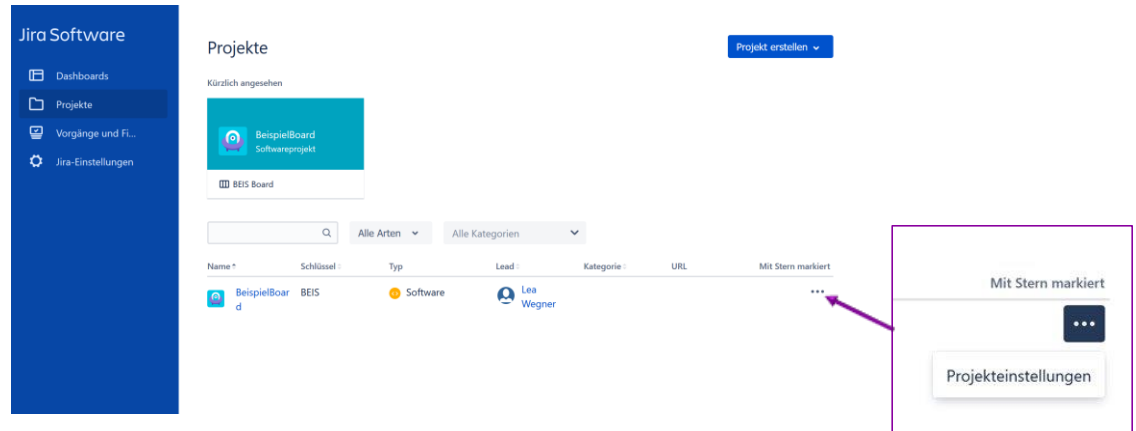 Jira Software
Dashboards
Projekte
Vorgänge und Fi...
Jira-Einstellungen
Projekte
Projekt erstellen
Kürzlich angesehen
BeispielBoard
Softwareprojekt
BEIS Board
Alle Arten
Alle Kategorien
Name Schlüssel Typ Lead Kategorie URL Mit Stern markiert
BeispielBoar BEIS Software Lea
d Wegner
Mit Stern markiert
Projekteinstellungen